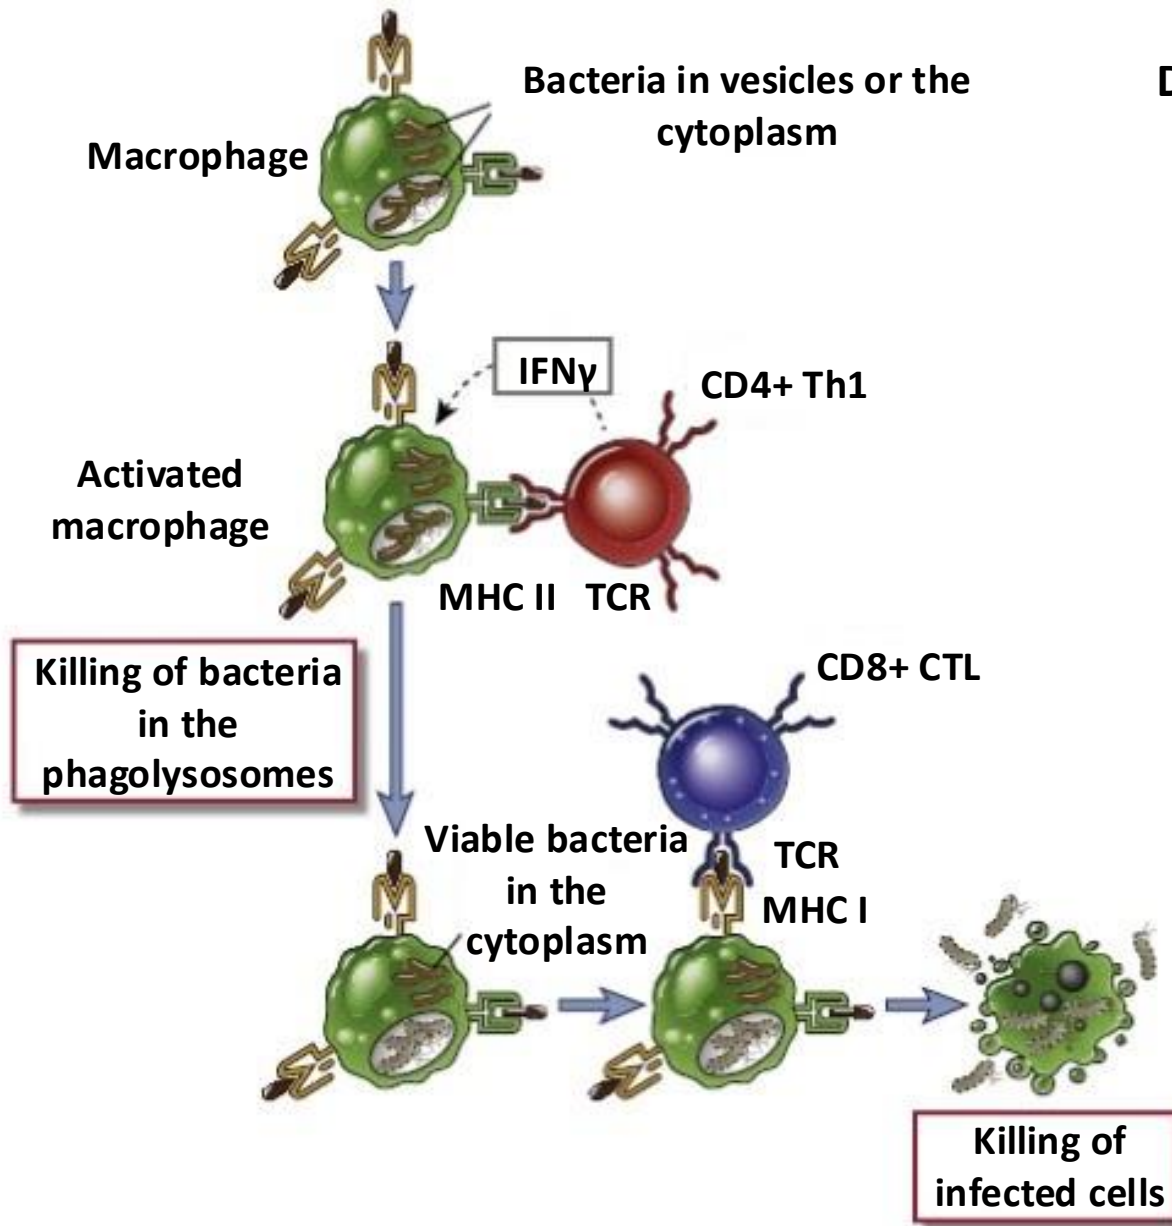 Bacteria in vesicles or the
cytoplasm
D
Macrophage
IFNγ
CD4+ Th1
Activated
macrophage
MHC II TCR
Killing of bacteria
in the
phagolysosomes
CD8+ CTL
Viable bacteria
in the
cytoplasm
TCR
MHC I
Killing of
infected cells